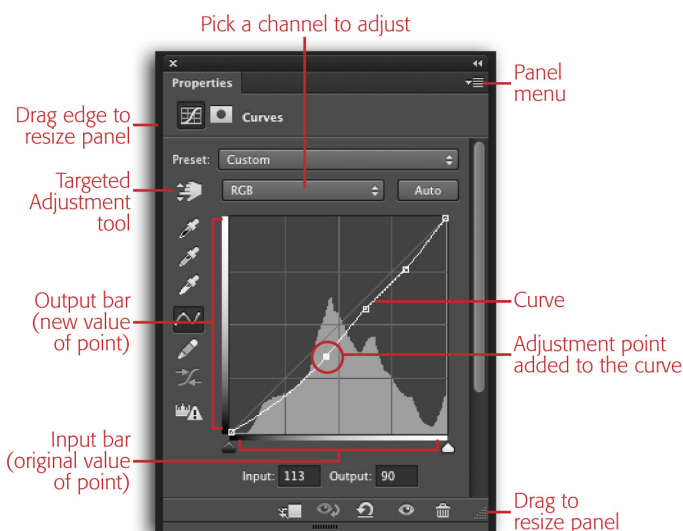 Pick a channel to adjust
Properties
Panel
menu
Curves
Drag edge to
resize panel
Preset: Custom
Targeted
Adjustment
tool
RGB
Auto
Output bar
(new value
of point)
Curve
Adjustment point
added to the curve
Input bar
(original value
of point)
Input: 113 Output: 90
Drag to
resize panel